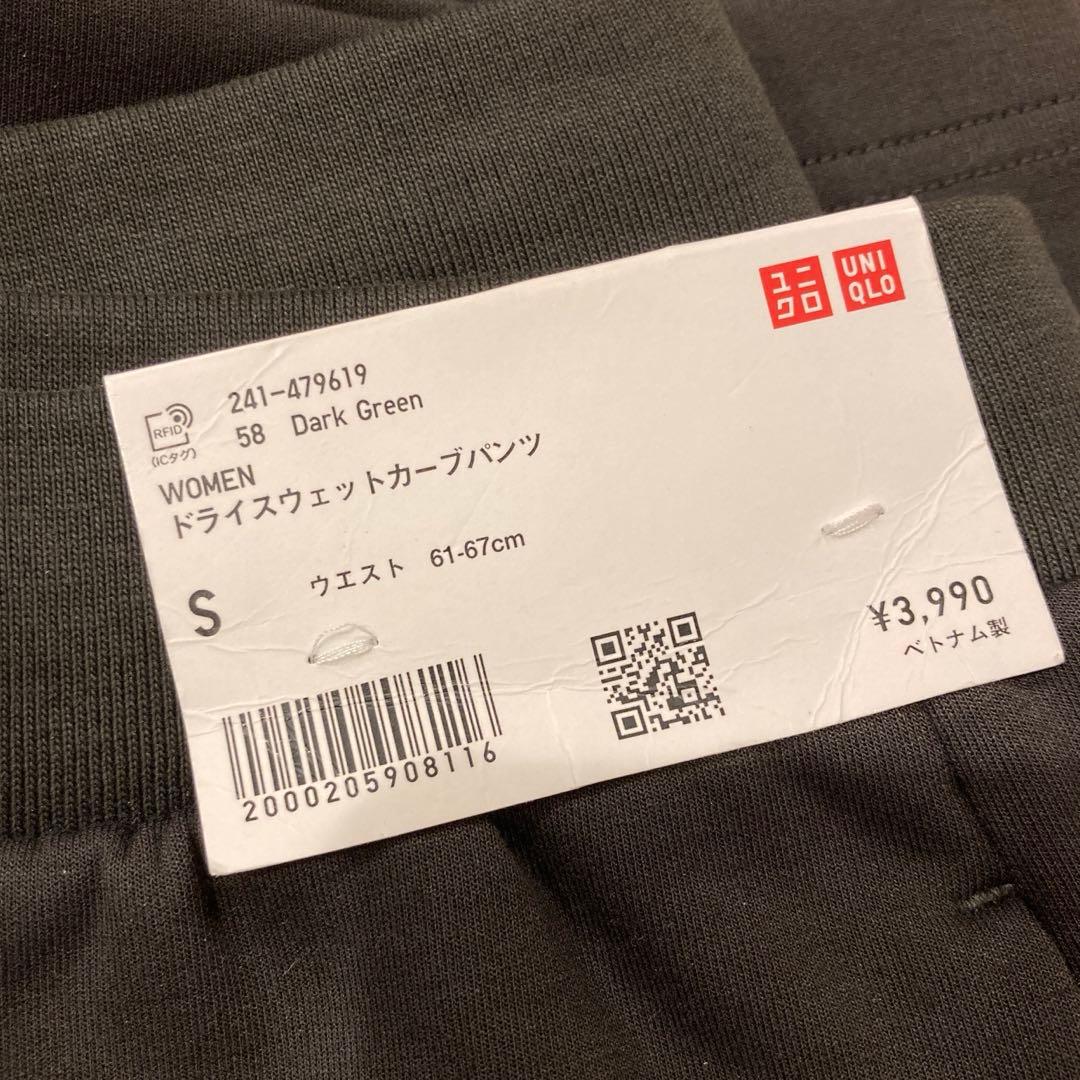 ユニ
クロ
UNI
QLO
RFID
(ICタグ)
241-479619
58 Dark Green
WOMEN
ドライスウェットカーブパンツ
S
ウエスト 61-67cm
¥3,990
ベトナム製
2000205908116